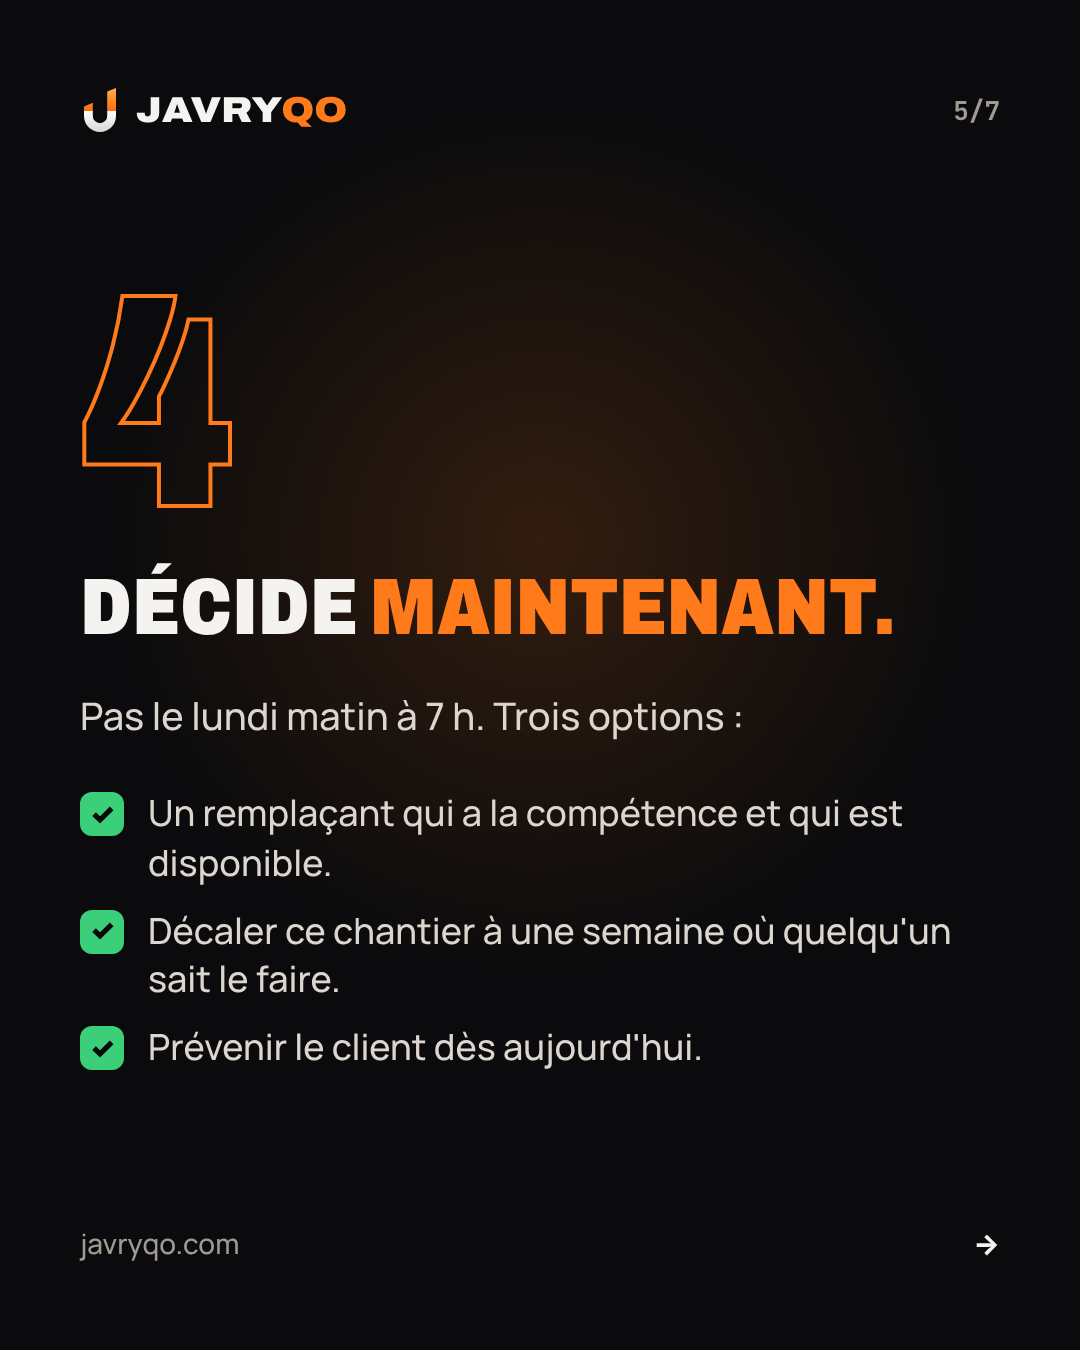 JAVRYQO
5/7
4
DÉCIDE MAINTENANT.
Pas le lundi matin à 7 h. Trois options :
Un remplaçant qui a la compétence et qui est
disponible.
Décaler ce chantier à une semaine où quelqu'un
sait le faire.
Prévenir le client dès aujourd'hui.
javryqo.com
→